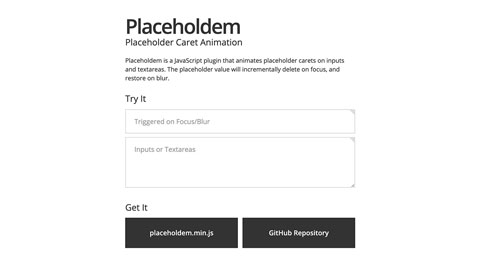 Placeholdem
Placeholder Caret Animation
Placeholdem is a JavaScript plugin that animates placeholder carets on inputs
and textareas. The placeholder value will incrementally delete on focus, and
restore on blur.
Try It
Triggered on Focus/Blur
Inputs or Textareas
Get It
placeholdem.min.js
GitHub Repository